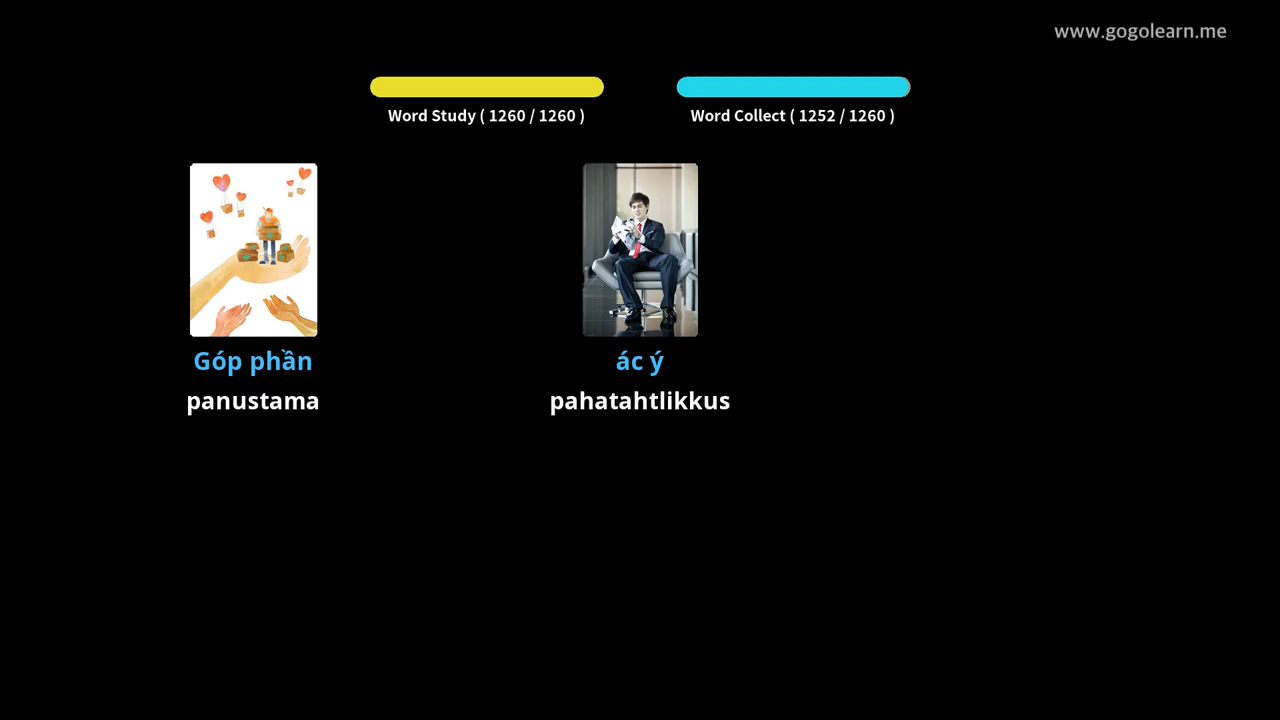 www.gogolearn.me
Word Study ( 1260 / 1260 )
Word Collect ( 1252 / 1260 )
Góp phần
ác ý
panustama
pahatahtlikkus